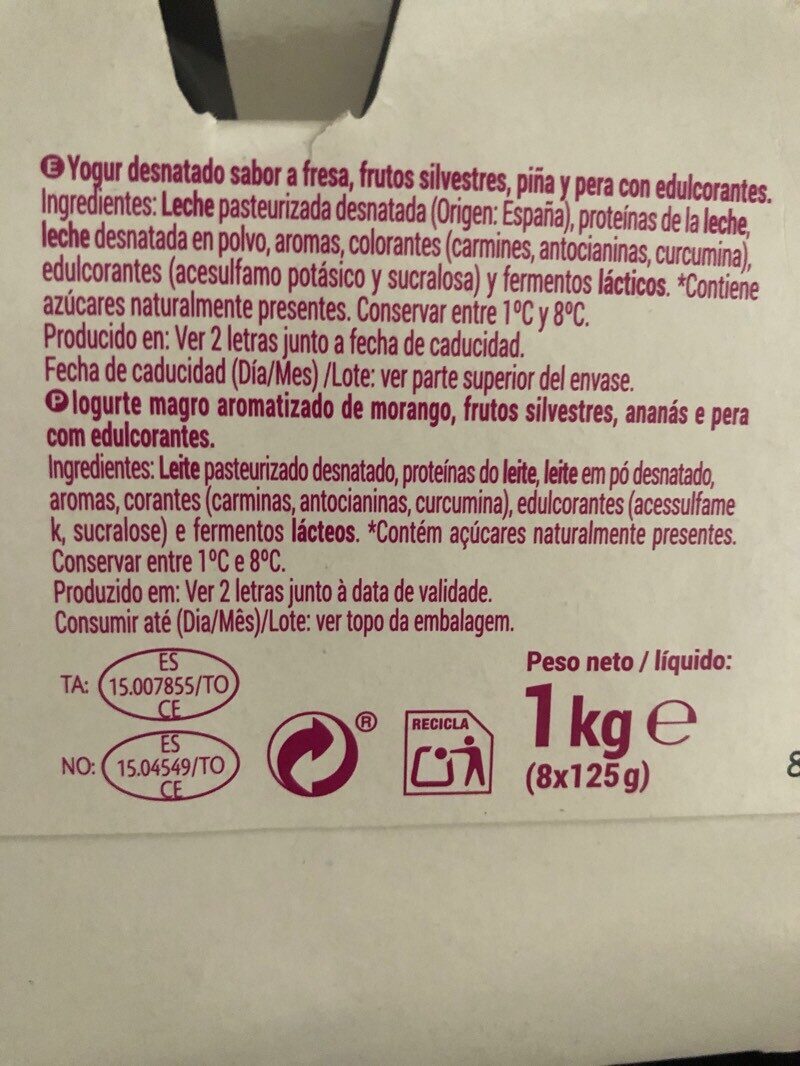 E Yogur desnatado sabor a fresa, frutos silvestres, piña y pera con edulcorantes.
Ingredientes: Leche pasteurizada desnatada (Origen: España), proteínas de la leche,
leche desnatada en polvo, aromas, colorantes (carmines, antocianinas, curcumina),
edulcorantes (acesulfamo potásico y sucralosa) y fermentos lácticos. *Contiene
azúcares naturalmente presentes. Conservar entre 1ºC y 8ºC.
Producido en: Ver 2 letras junto a fecha de caducidad.
Fecha de caducidad (Día/Mes) /Lote: ver parte superior del envase.
P Iogurte magro aromatizado de morango, frutos silvestres, ananás e pera
com edulcorantes.
Ingredientes: Leite pasteurizado desnatado, proteínas do leite, leite em pó desnatado,
aromas, corantes (carminas, antocianinas, curcumina), edulcorantes (acessulfame
k, sucralose) e fermentos lácteos. *Contém açúcares naturalmente presentes.
Conservar entre 1ºC e 8ºC.
Produzido em: Ver 2 letras junto à data de validade.
Consumir até (Dia/Mês)/Lote: ver topo da embalagem.
TA: ES
15.007855/TO
CE
NO: ES
15.04549/TO
CE
®
RECICLA
Peso neto / líquido:
1 kg e
(8x125 g)